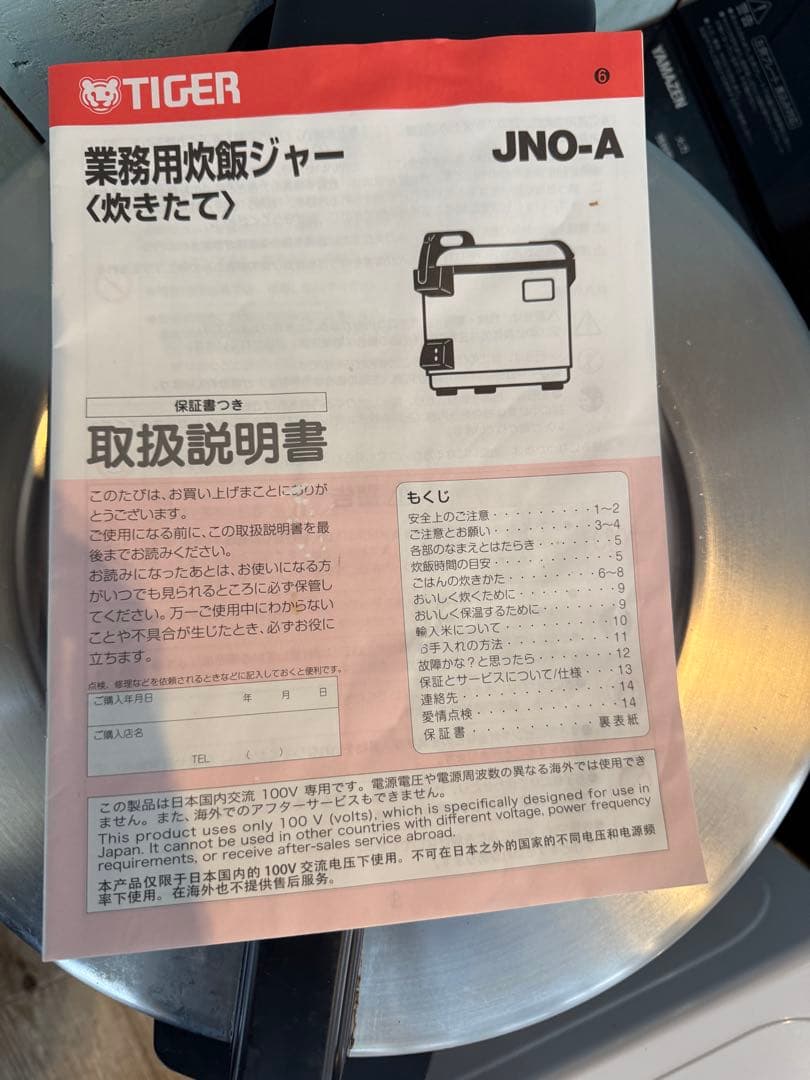 TIGER
❻
業務用炊飯ジャー
〈炊きたて〉
JNO-A
保証書つき
取扱説明書
このたびは、お買い上げまことにありが
とうございます。
ご使用になる前に、この取扱説明書を最
後までお読みください。
お読みになったあとは、お使いになる方
がいつでも見られるところに必ず保管し
てください。万一ご使用中にわからない
ことや不具合が生じたとき、必ずお役に
立ちます。
点検、修理などを依頼されるときなどに記入しておくと便利です。
ご購入年月日 年 月 日
ご購入店名
TEL ( - )
もくじ
安全上のご注意・・・・・・・・・・1~2
ご注意とお願い・・・・・・・・・・3~4
各部のなまえとはたらき・・・・・・・5
炊飯時間の目安・・・・・・・・・・・5
ごはんの炊きかた・・・・・・・・・6~8
おいしく炊くために・・・・・・・・・9
おいしく保温するために・・・・・・・9
輸入米について・・・・・・・・・・10
お手入れの方法・・・・・・・・・・11
故障かな?と思ったら・・・・・・・12
保証とサービスについて/仕様・・・13
連絡先・・・・・・・・・・・・・・14
愛情点検・・・・・・・・・・・・・14
保証書・・・・・・・・・・・裏表紙
この製品は日本国内交流 100V 専用です。電源電圧や電源周波数の異なる海外では使用でき
ません。また、海外でのアフターサービスもできません。
This product uses only 100 V (volts), which is specifically designed for use in
Japan. It cannot be used in other countries with different voltage, power frequency
requirements, or receive after-sales service abroad.
本产品仅限于日本国内的100V 交流电压下使用。不可在日本之外的国家的不同电压和电源频
率下使用。在海外也不提供售后服务。
YAMAZEN
火力
警告